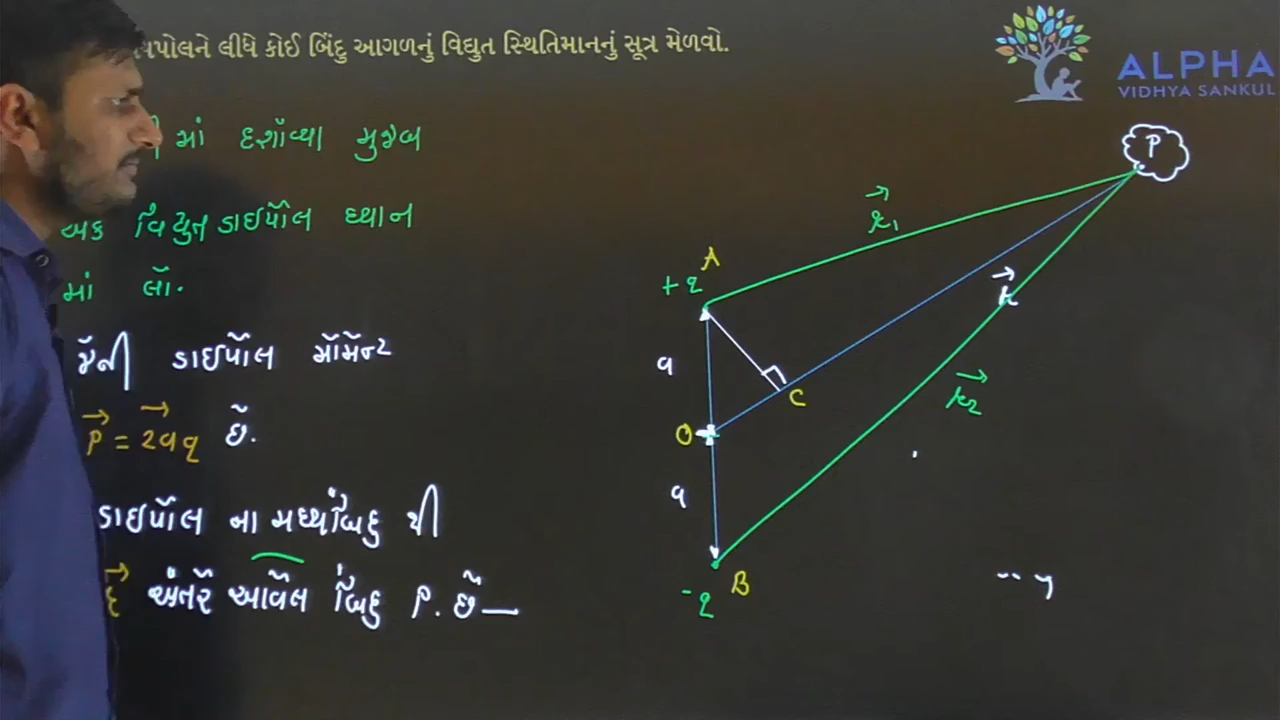 યપોલને લીધે કોઈ બિંદુ આગળનું વિદ્યુત સ્થિતિમાનનું સૂત્ર મેળવો.
ALPHA
VIDHYA SANKUL
માં દર્શાવ્યા મુજબ
એક વિદ્યુત ડાઈપોલ ધ્યાન
માં લો.
જેની ડાઈપોલ મોમેન્ટ
P = 2aq છે.
ડાઈપોલ ના મધ્યબિંદુ થી
r અંતરે આવેલ બિંદુ P. છે
P
r₁
A
+q
r
a
C
r₂
O
a
B
-q